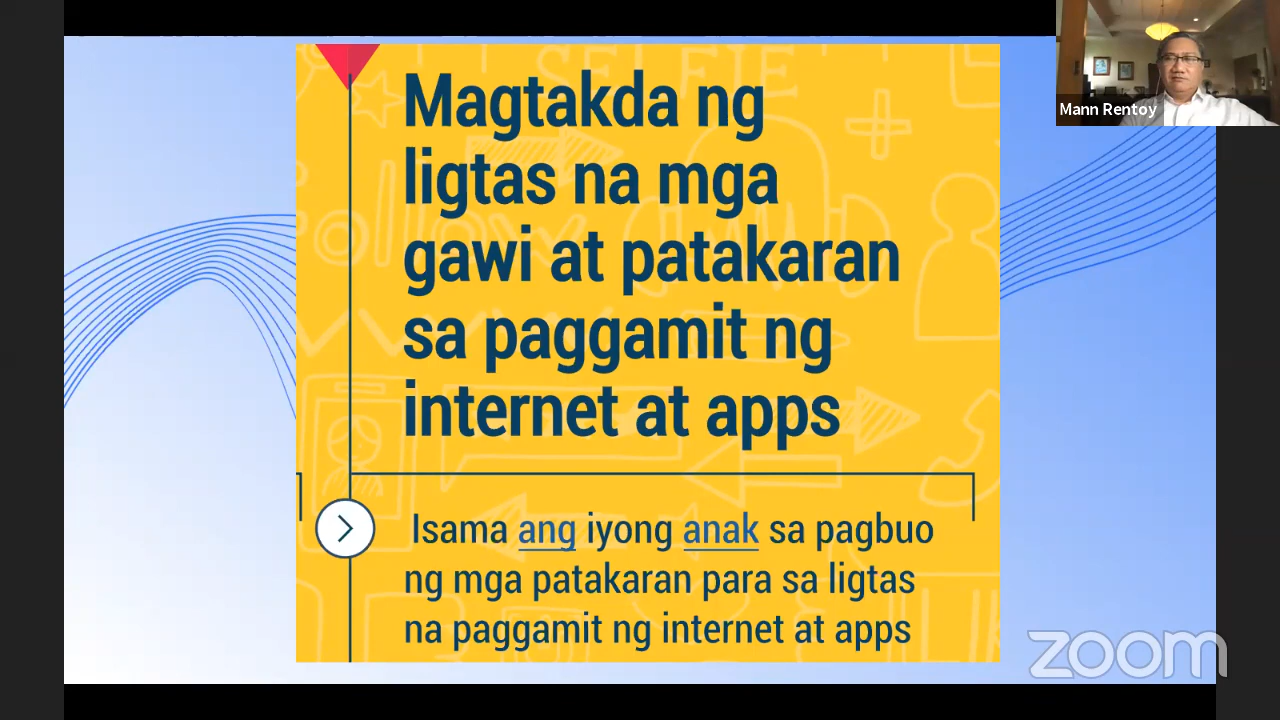 Mann Rentoy
SELFIE
Magtakda ng
ligtas na mga
gawi at patakaran
sa paggamit ng
internet at apps
Isama ang iyong anak sa pagbuo
ng mga patakaran para sa ligtas
na paggamit ng internet at apps
zoom